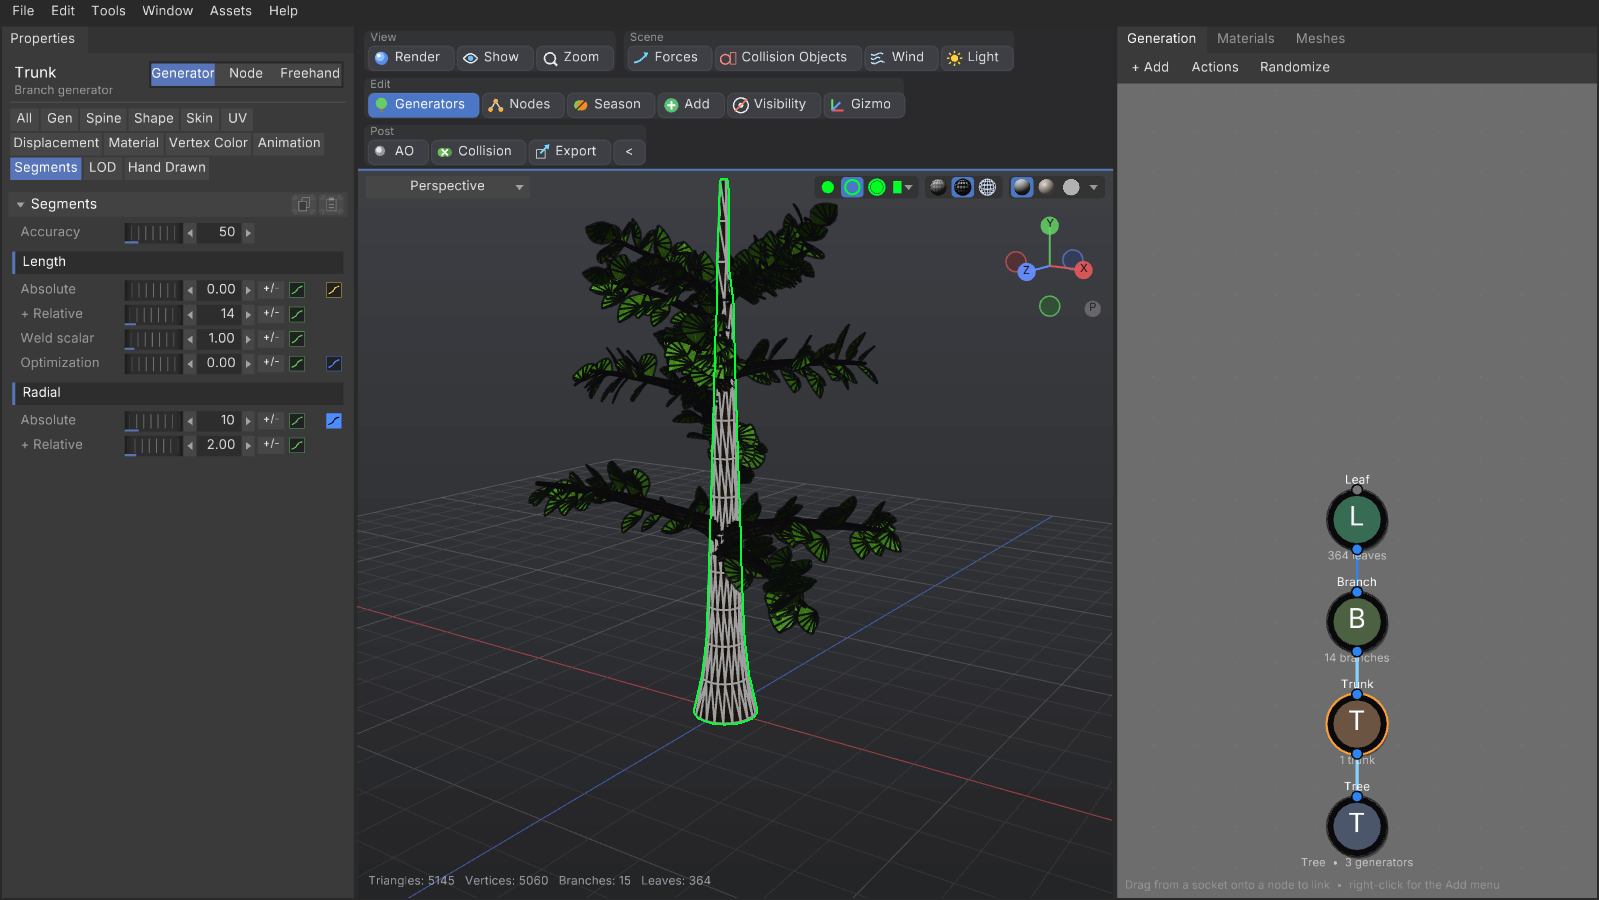 File Edit Tools Window Assets Help
Properties
Trunk
Branch generator
Generator Node Freehand
All Gen Spine Shape Skin UV
Displacement Material Vertex Color Animation
Segments LOD Hand Drawn
Segments
Accuracy 50
Length
Absolute 0.00 +/-
+ Relative 14 +/-
Weld scalar 1.00 +/-
Optimization 0.00 +/-
Radial
Absolute 10 +/-
+ Relative 2.00 +/-
View
Render Show Zoom
Scene
Forces Collision Objects Wind Light
Edit
Generators Nodes Season Add Visibility Gizmo
Post
AO Collision Export <
Perspective
Y
Z X
P
Triangles: 5145 Vertices: 5060 Branches: 15 Leaves: 364
Generation Materials Meshes
+ Add Actions Randomize
Leaf
L
364 leaves
Branch
B
14 branches
Trunk
T
1 trunk
Tree
T
Tree • 3 generators
Drag from a socket onto a node to link • right-click for the Add menu